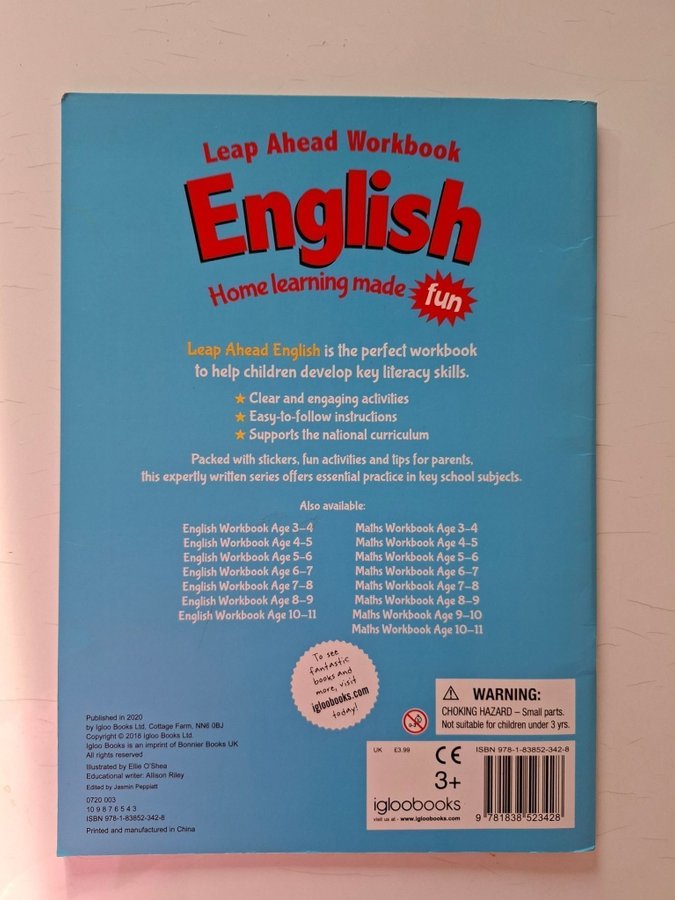 Leap Ahead Workbook
English
Home learning made fun
Leap Ahead English is the perfect workbook
to help children develop key literacy skills.
★ Clear and engaging activities
★ Easy-to-follow instructions
★ Supports the national curriculum
Packed with stickers, fun activities and tips for parents,
this expertly written series offers essential practice in key school subjects.
Also available:
English Workbook Age 3–4
English Workbook Age 4–5
English Workbook Age 5–6
English Workbook Age 6–7
English Workbook Age 7–8
English Workbook Age 8–9
English Workbook Age 10–11
Maths Workbook Age 3–4
Maths Workbook Age 4–5
Maths Workbook Age 5–6
Maths Workbook Age 6–7
Maths Workbook Age 7–8
Maths Workbook Age 8–9
Maths Workbook Age 9–10
Maths Workbook Age 10–11
To see
fantastic
books and
more, visit
igloobooks.com
today!
Published in 2020
by Igloo Books Ltd, Cottage Farm, NN6 0BJ
Copyright © 2016 Igloo Books Ltd.
Igloo Books is an imprint of Bonnier Books UK
All rights reserved
Illustrated by Ellie O'Shea
Educational writer: Allison Riley
Edited by Jasmin Peppiatt
0720 003
10 9 8 7 6 5 4 3
ISBN 978-1-83852-342-8
Printed and manufactured in China
WARNING:
CHOKING HAZARD – Small parts.
Not suitable for children under 3 yrs.
0-3
UK £3.99
CE
3+
igloobooks
visit us at - www.igloobooks.com
ISBN 978-1-83852-342-8
9 781838 523428